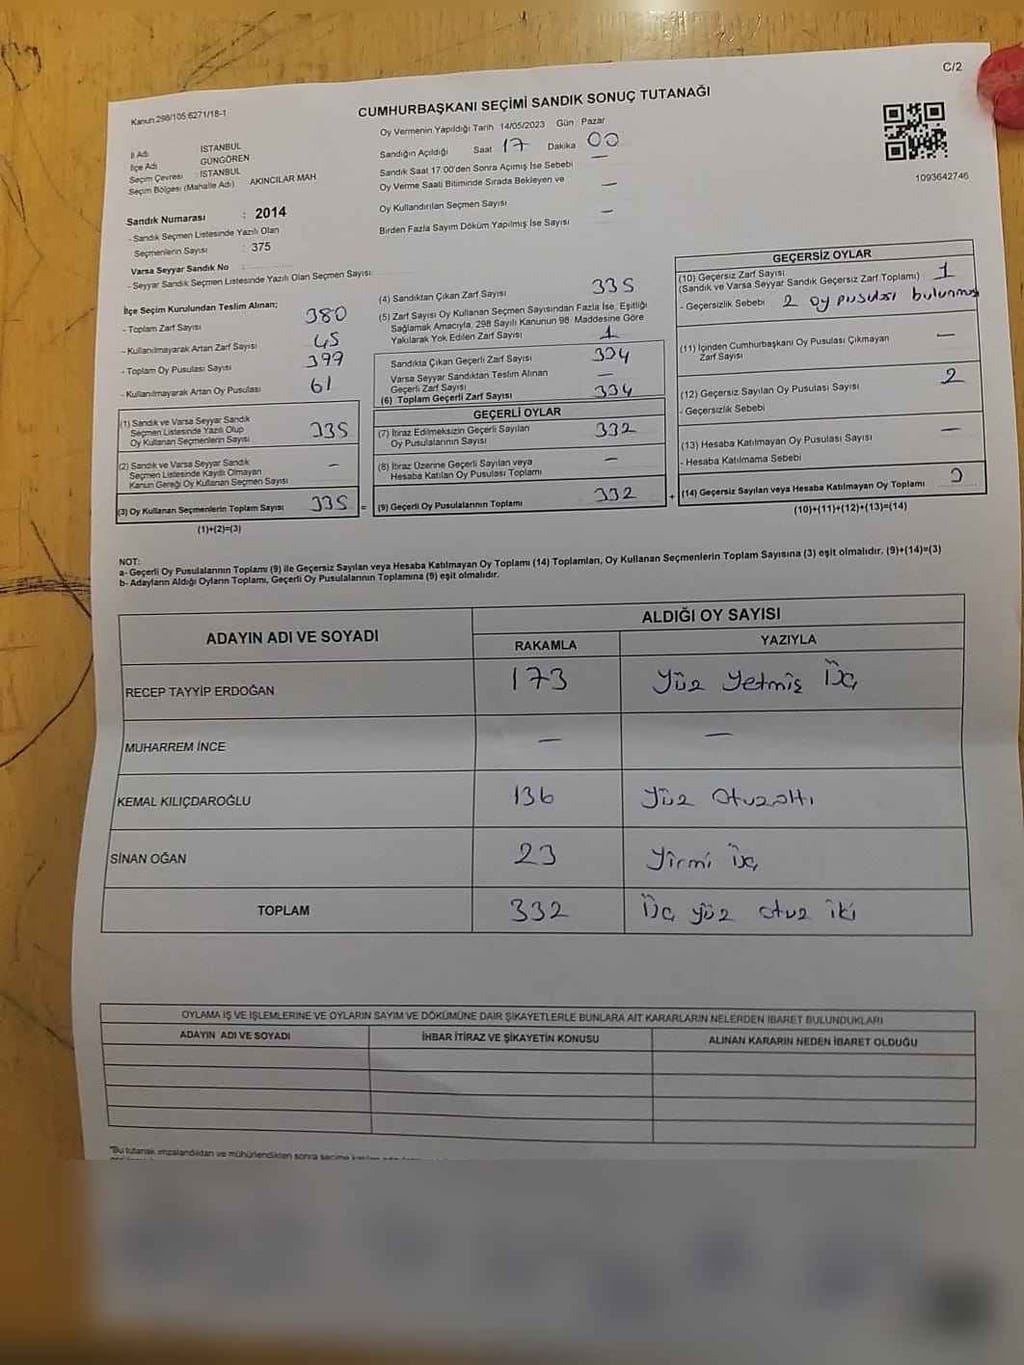 C/2
Kanun 298/105,6271/18-1
CUMHURBAŞKANI SEÇİMİ SANDIK SONUÇ TUTANAĞI
İl Adı İSTANBUL
İlçe Adı GÜNGÖREN
Seçim Çevresi : İSTANBUL
Seçim Bölgesi (Mahalle Adı) AKINCILAR MAH
Sandık Numarası : 2014
- Sandık Seçmen Listesinde Yazılı Olan
Seçmenlerin Sayısı : 375
Varsa Seyyar Sandık No :
- Seyyar Sandık Seçmen Listesinde Yazılı Olan Seçmen Sayısı:
Oy Vermenin Yapıldığı Tarih 14/05/2023 Gün : Pazar
Sandığın Açıldığı Saat 17 Dakika 00
Sandık Saat 17.00'den Sonra Açımış İse Sebebi —
Oy Verme Saati Bitiminde Sırada Bekleyen ve
Oy Kullandırılan Seçmen Sayısı —
Birden Fazla Sayım Döküm Yapılmış İse Sayısı —
1093642746
İlçe Seçim Kurulundan Teslim Alınan;
- Toplam Zarf Sayısı 380
- Kullanılmayarak Artan Zarf Sayısı 45
- Toplam Oy Pusulası Sayısı 399
- Kullanılmayarak Artan Oy Pusulası 61
(1) Sandık ve Varsa Seyyar Sandık
Seçmen Listesinde Yazılı Olup
Oy Kullanan Seçmenlerin Sayısı 335
(2) Sandık ve Varsa Seyyar Sandık
Seçmen Listesinde Kayıtlı Olmayan
Kanun Gereği Oy Kullanan Seçmen Sayısı —
(3) Oy Kullanan Seçmenlerin Toplam Sayısı 335 =
(1)+(2)=(3)
(4) Sandıktan Çıkan Zarf Sayısı 335
(5) Zarf Sayısı Oy Kullanan Seçmen Sayısından Fazla İse, Eşitliği
Sağlamak Amacıyla, 298 Sayılı Kanunun 98. Maddesine Göre
Yakılarak Yok Edilen Zarf Sayısı 1
Sandıkta Çıkan Geçerli Zarf Sayısı 334
Varsa Seyyar Sandıktan Teslim Alınan
Geçerli Zarf Sayısı —
(6) Toplam Geçerli Zarf Sayısı 334
GEÇERLİ OYLAR
(7) İtiraz Edilmeksizin Geçerli Sayılan
Oy Pusulalarının Sayısı 332
(8) İtiraz Üzerine Geçerli Sayılan veya
Hesaba Katılan Oy Pusulası Toplamı —
(9) Geçerli Oy Pusulalarının Toplamı 332 +
GEÇERSİZ OYLAR
(10) Geçersiz Zarf Sayısı
(Sandık ve Varsa Seyyar Sandık Geçersiz Zarf Toplamı) 1
- Geçersizlik Sebebi 2 oy pusulası bulunmuş
(11) İçinden Cumhurbaşkanı Oy Pusulası Çıkmayan
Zarf Sayısı —
(12) Geçersiz Sayılan Oy Pusulası Sayısı 2
- Geçersizlik Sebebi
(13) Hesaba Katılmayan Oy Pusulası Sayısı —
- Hesaba Katılmama Sebebi
(14) Geçersiz Sayılan veya Hesaba Katılmayan Oy Toplamı
(10)+(11)+(12)+(13)=(14)
NOT:
a- Geçerli Oy Pusulalarının Toplamı (9) ile Geçersiz Sayılan veya Hesaba Katılmayan Oy Toplamı (14) Toplamları, Oy Kullanan Seçmenlerin Toplam Sayısına (3) eşit olmalıdır. (9)+(14)=(3)
b- Adayların Aldığı Oyların Toplamı, Geçerli Oy Pusulalarının Toplamına (9) eşit olmalıdır.
ADAYIN ADI VE SOYADI ALDIĞI OY SAYISI
RAKAMLA YAZIYLA
RECEP TAYYİP ERDOĞAN 173 Yüz Yetmiş Üç
MUHARREM İNCE — —
KEMAL KILIÇDAROĞLU 136 Yüz Otuzaltı
SİNAN OĞAN 23 Yirmi Üç
TOPLAM 332 Üç yüz otuz iki
OYLAMA İŞ VE İŞLEMLERİNE VE OYLARIN SAYIM VE DÖKÜMÜNE DAİR ŞİKAYETLERLE BUNLARA AİT KARARLARIN NELERDEN İBARET BULUNDUKLARI
ADAYIN ADI VE SOYADI İHBAR İTİRAZ VE ŞİKAYETİN KONUSU ALINAN KARARIN NEDEN İBARET OLDUĞU
"Bu tutanak imzalandıktan ve mühürlendikten sonra seçime